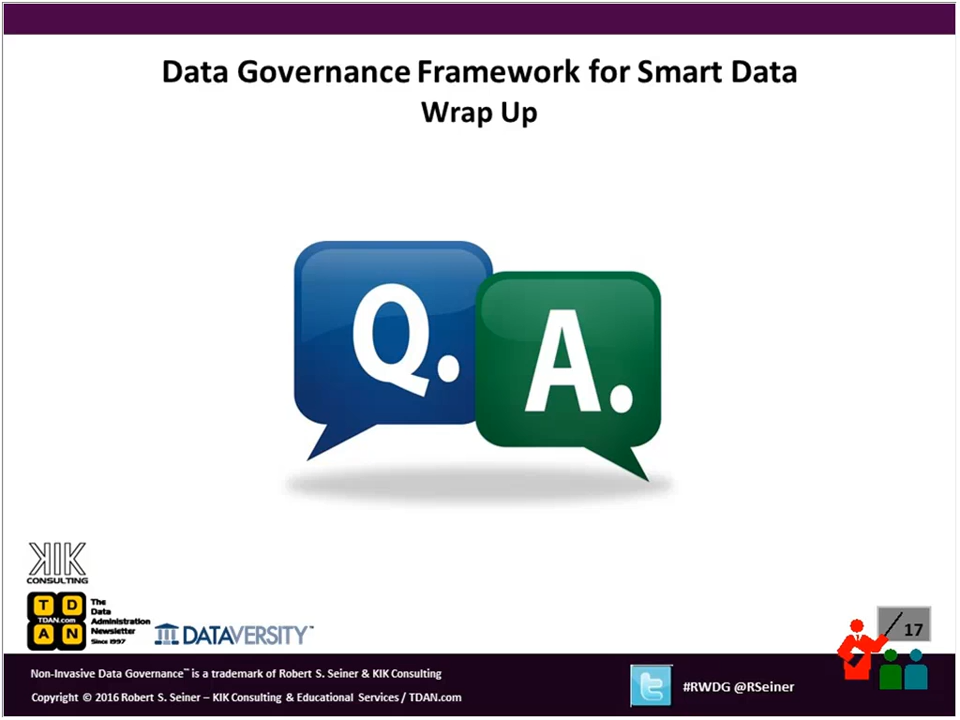 Data Governance Framework for Smart Data
Wrap Up
Q.
A.
KIK
CONSULTING
T D
TDAN.com
A N
The
Data
Administration
Newsletter
Since 1997
DATAVERSITY™
17
Non-Invasive Data Governance™ is a trademark of Robert S. Seiner & KIK Consulting
Copyright © 2016 Robert S. Seiner – KIK Consulting & Educational Services / TDAN.com
#RWDG @RSeiner